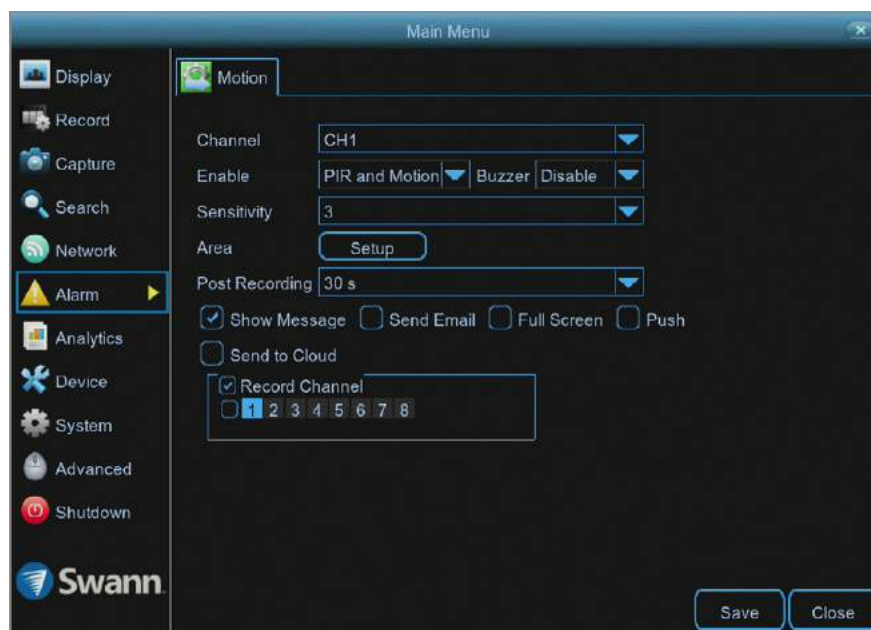 Main Menu
Display
Record
Capture
Search
Network
Alarm
Analytics
Device
System
Advanced
Shutdown
Swann
Motion
Channel CH1
Enable PIR and Motion Buzzer Disable
Sensitivity 3
Area Setup
Post Recording 30 s
Show Message Send Email Full Screen Push
Send to Cloud
Record Channel
1 2 3 4 5 6 7 8
Save Close